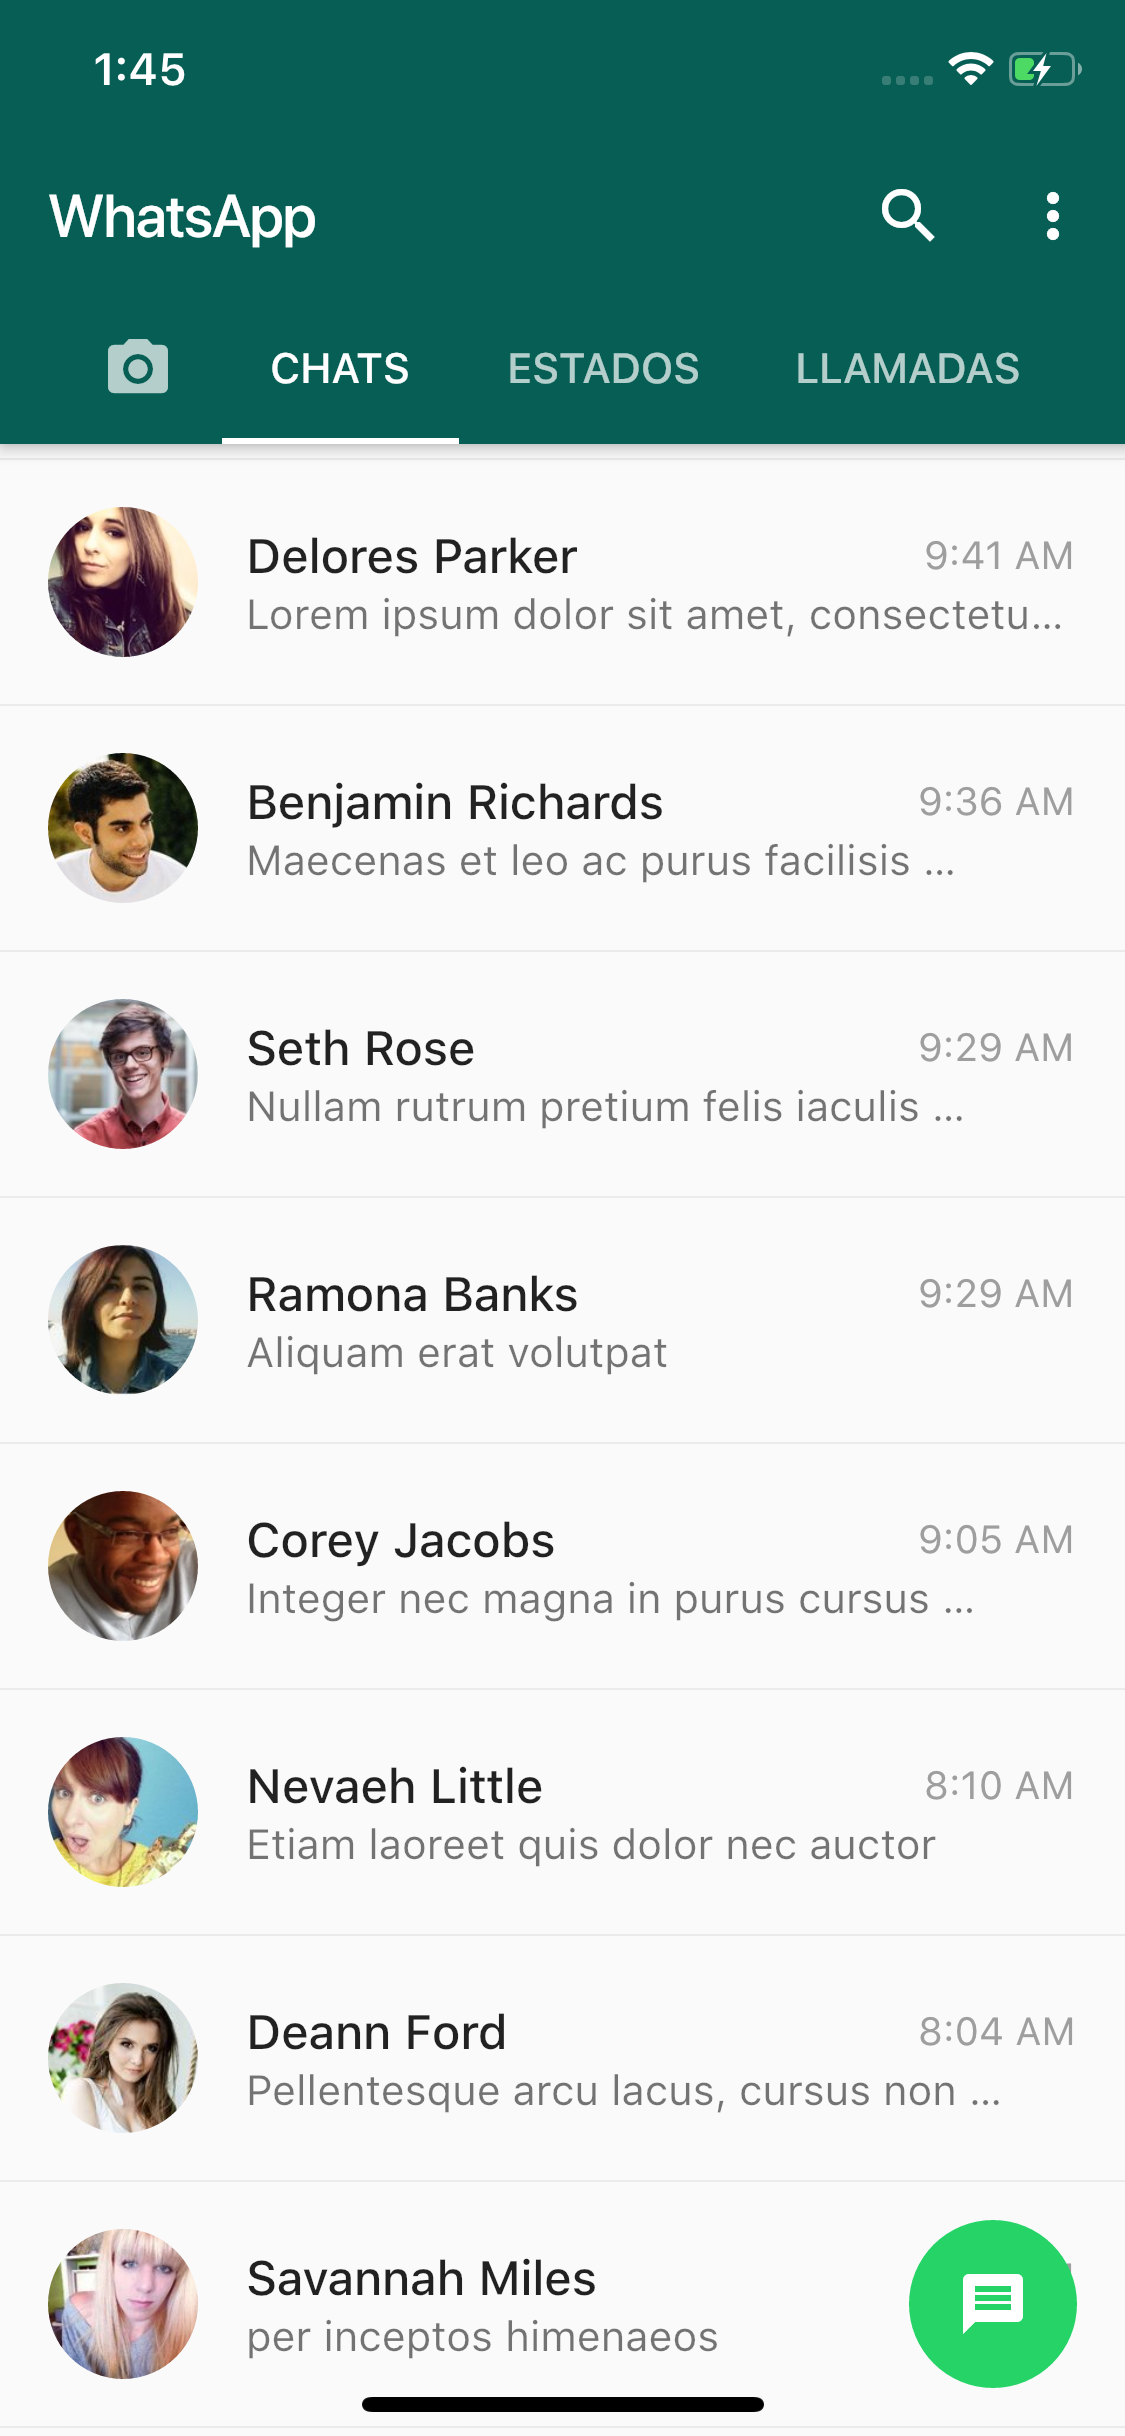 1:45
WhatsApp
CHATS ESTADOS LLAMADAS
Delores Parker 9:41 AM
Lorem ipsum dolor sit amet, consectetu...
Benjamin Richards 9:36 AM
Maecenas et leo ac purus facilisis ...
Seth Rose 9:29 AM
Nullam rutrum pretium felis iaculis ...
Ramona Banks 9:29 AM
Aliquam erat volutpat
Corey Jacobs 9:05 AM
Integer nec magna in purus cursus ...
Nevaeh Little 8:10 AM
Etiam laoreet quis dolor nec auctor
Deann Ford 8:04 AM
Pellentesque arcu lacus, cursus non ...
Savannah Miles
per inceptos himenaeos